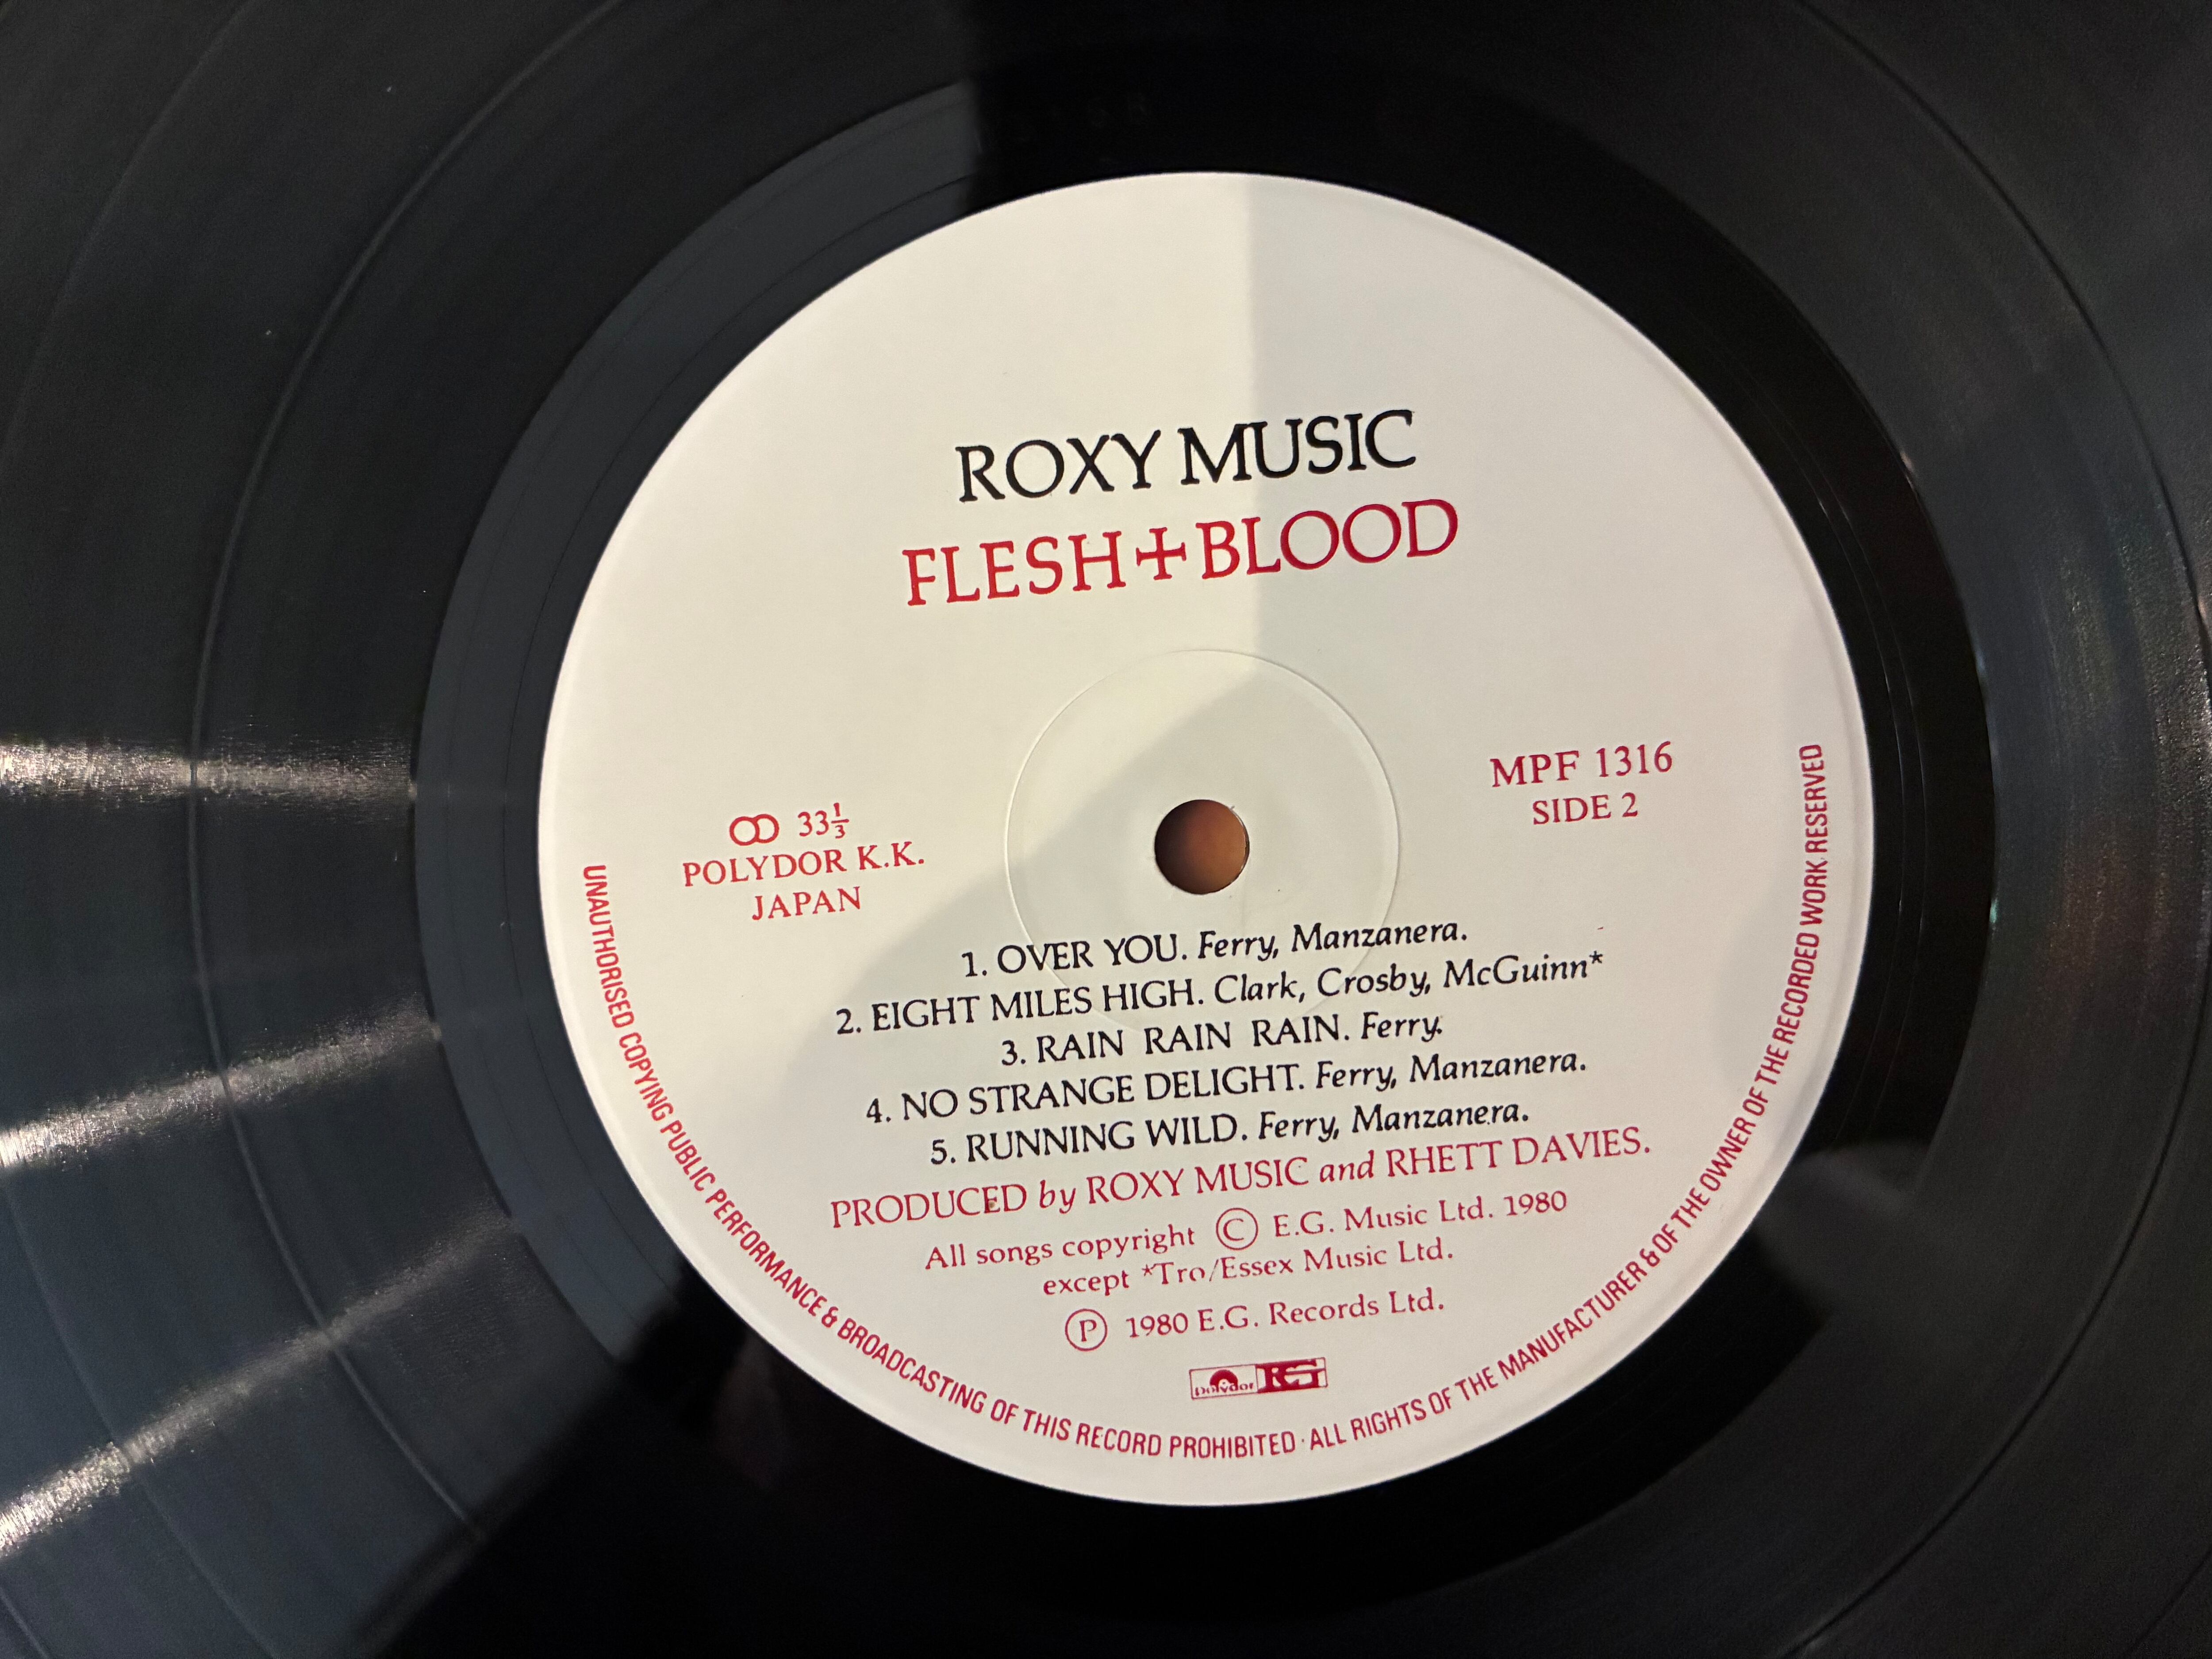 ROXY MUSIC
FLESH+BLOOD
33⅓
POLYDOR K.K.
JAPAN
MPF 1316
SIDE 2
1. OVER YOU. Ferry, Manzanera.
2. EIGHT MILES HIGH. Clark, Crosby, McGuinn*
3. RAIN RAIN RAIN. Ferry.
4. NO STRANGE DELIGHT. Ferry, Manzanera.
5. RUNNING WILD. Ferry, Manzanera.
PRODUCED by ROXY MUSIC and RHETT DAVIES.
All songs copyright Ⓒ E.G. Music Ltd. 1980
except *Tro/Essex Music Ltd.
Ⓟ 1980 E.G. Records Ltd.
polydor EG
UNAUTHORISED COPYING PUBLIC PERFORMANCE & BROADCASTING OF THIS RECORD PROHIBITED · ALL RIGHTS OF THE MANUFACTURER & OF THE OWNER OF THE RECORDED WORK RESERVED